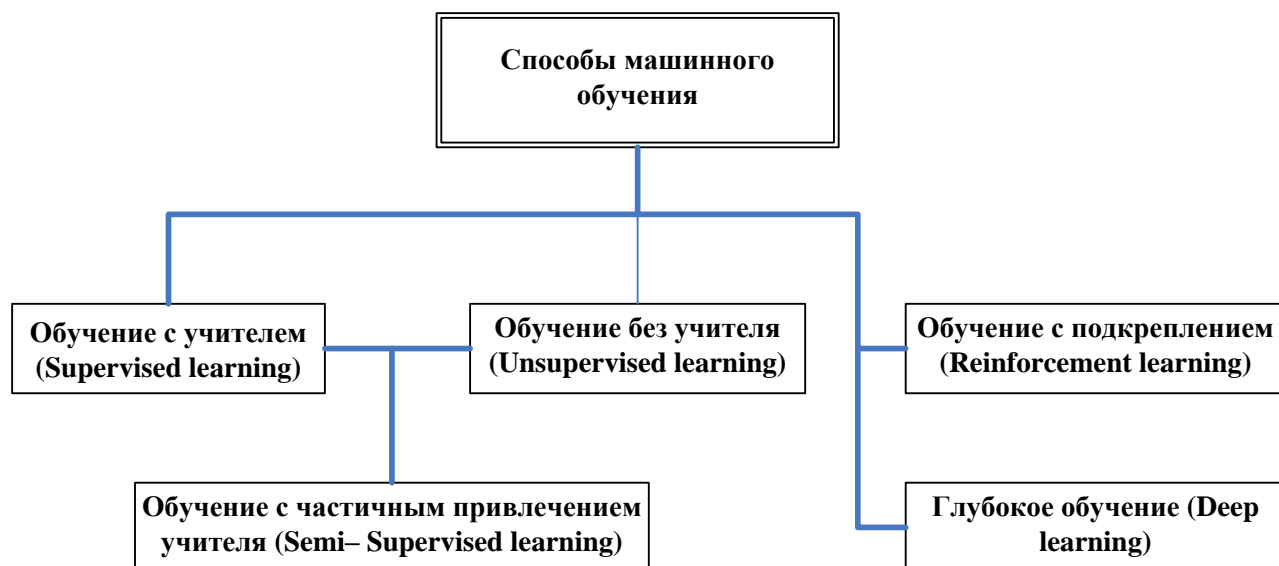 Способы машинного
обучения
Обучение с учителем
(Supervised learning)
Обучение без учителя
(Unsupervised learning)
Обучение с подкреплением
(Reinforcement learning)
Обучение с частичным привлечением
учителя (Semi– Supervised learning)
Глубокое обучение (Deep
learning)